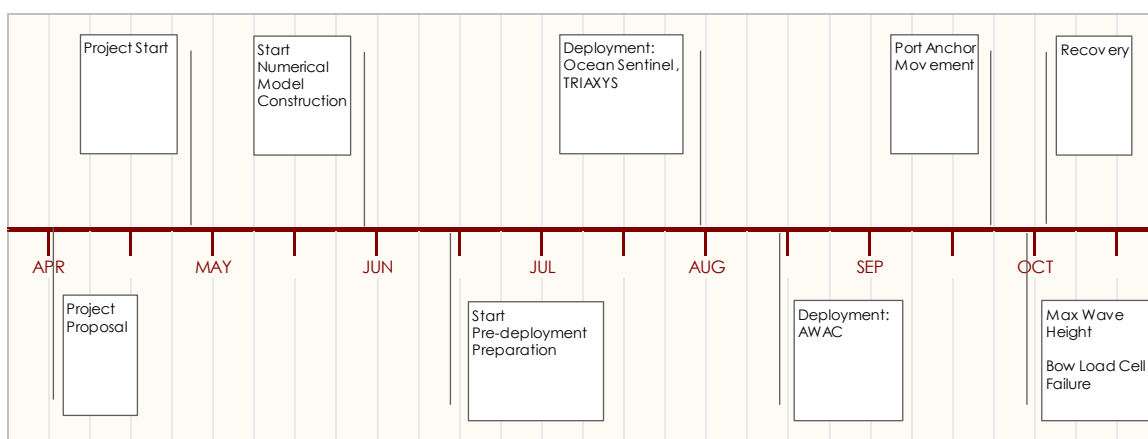 Project Start
Start
Numerical
Model
Construction
Deployment:
Ocean Sentinel,
TRIAXYS
Port Anchor
Movement
Recovery
APR
MAY
JUN
JUL
AUG
SEP
OCT
Project
Proposal
Start
Pre-deployment
Preparation
Deployment:
AWAC
Max Wave
Height
Bow Load Cell
Failure